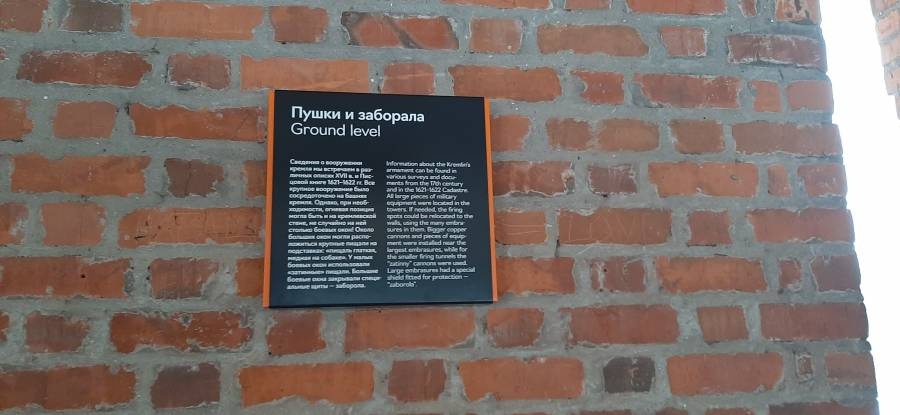 Пушки и заборала
Ground level
Сведения о вооружении
кремля мы встречаем в раз-
личных описях XVII в. и Пис-
цовой книге 1621–1622 гг. Все
крупное вооружение было
сосредоточено на башнях
кремля. Однако, при необ-
ходимости, огневая позиция
могла быть и на кремлевской
стене, не случайно на ней
столько боевых окон! Около
больших окон могли распо-
ложиться крупные пищали на
подставках: «пищаль гладкая,
медная на собаке». У малых
боевых окон использовали
«затинные» пищали. Большие
боевые окна закрывали специ-
альные щиты – заборала.
Information about the Kremlin's
armament can be found in
various surveys and docu-
ments from the 17th century
and in the 1621-1622 Cadastre.
All large pieces of military
equipment were located in the
towers. If needed, the firing
spots could be relocated to the
walls, using the many embra-
sures in them. Bigger copper
cannons and pieces of equip-
ment were installed near the
largest embrasures, while for
the smaller firing tunnels the
"zatinny" cannons were used.
Large embrasures had a special
shield fitted for protection –
"zaborola".